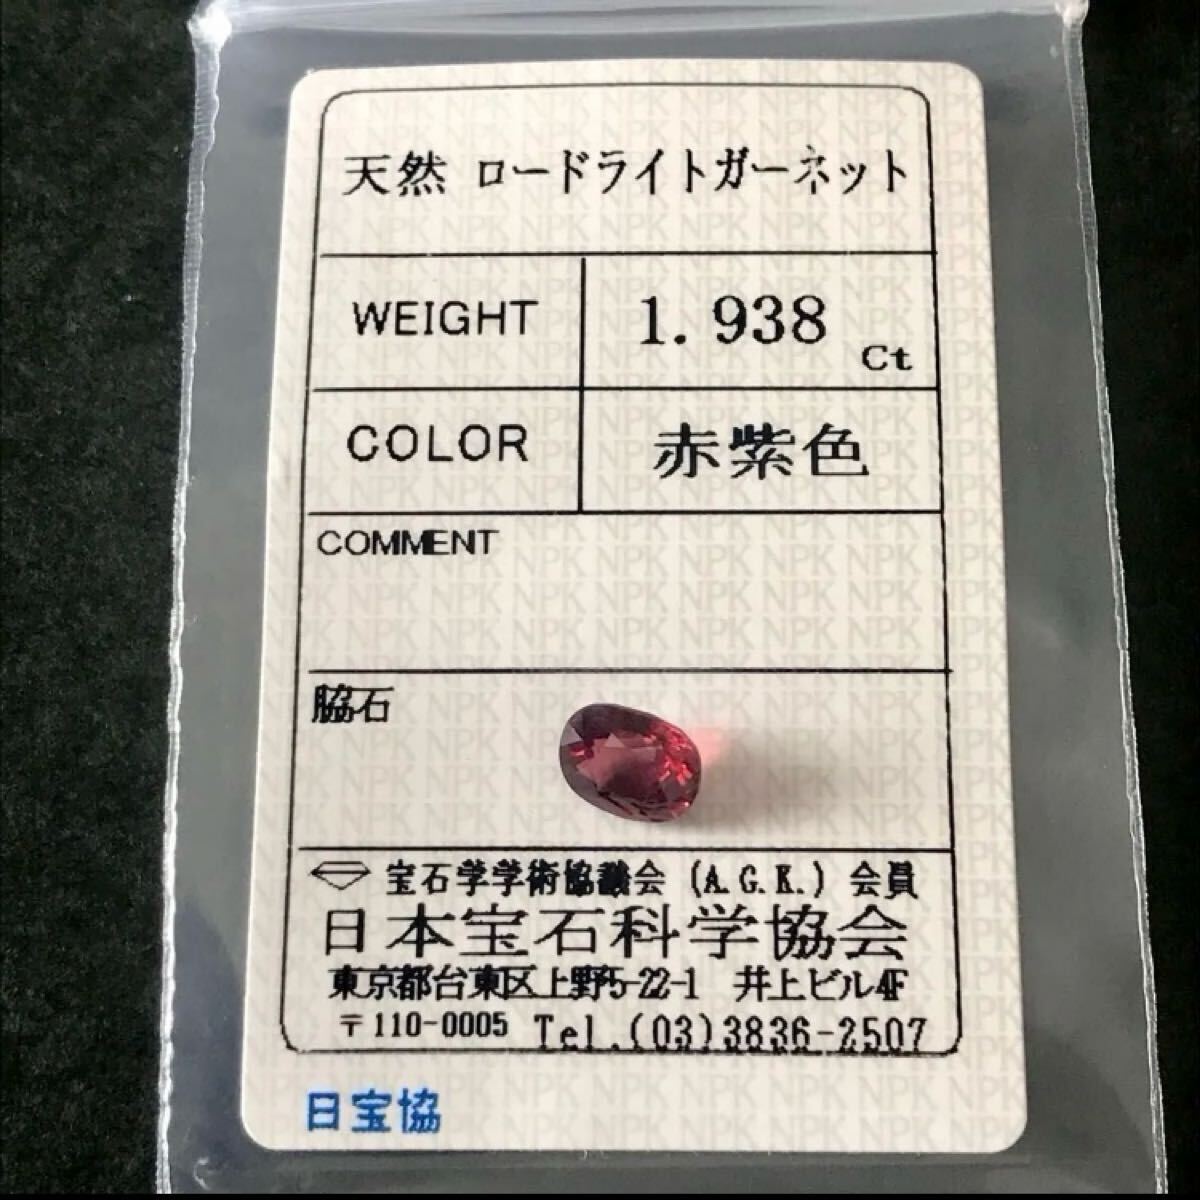 天然 ロードライトガーネット
WEIGHT 1.938 Ct
COLOR 赤紫色
COMMENT
脇石
宝石学学術協議会 (A.G.K.) 会員
日本宝石科学協会
東京都台東区上野5-22-1 井上ビル4F
〒110-0005 Tel.(03)3836-2507
日宝協